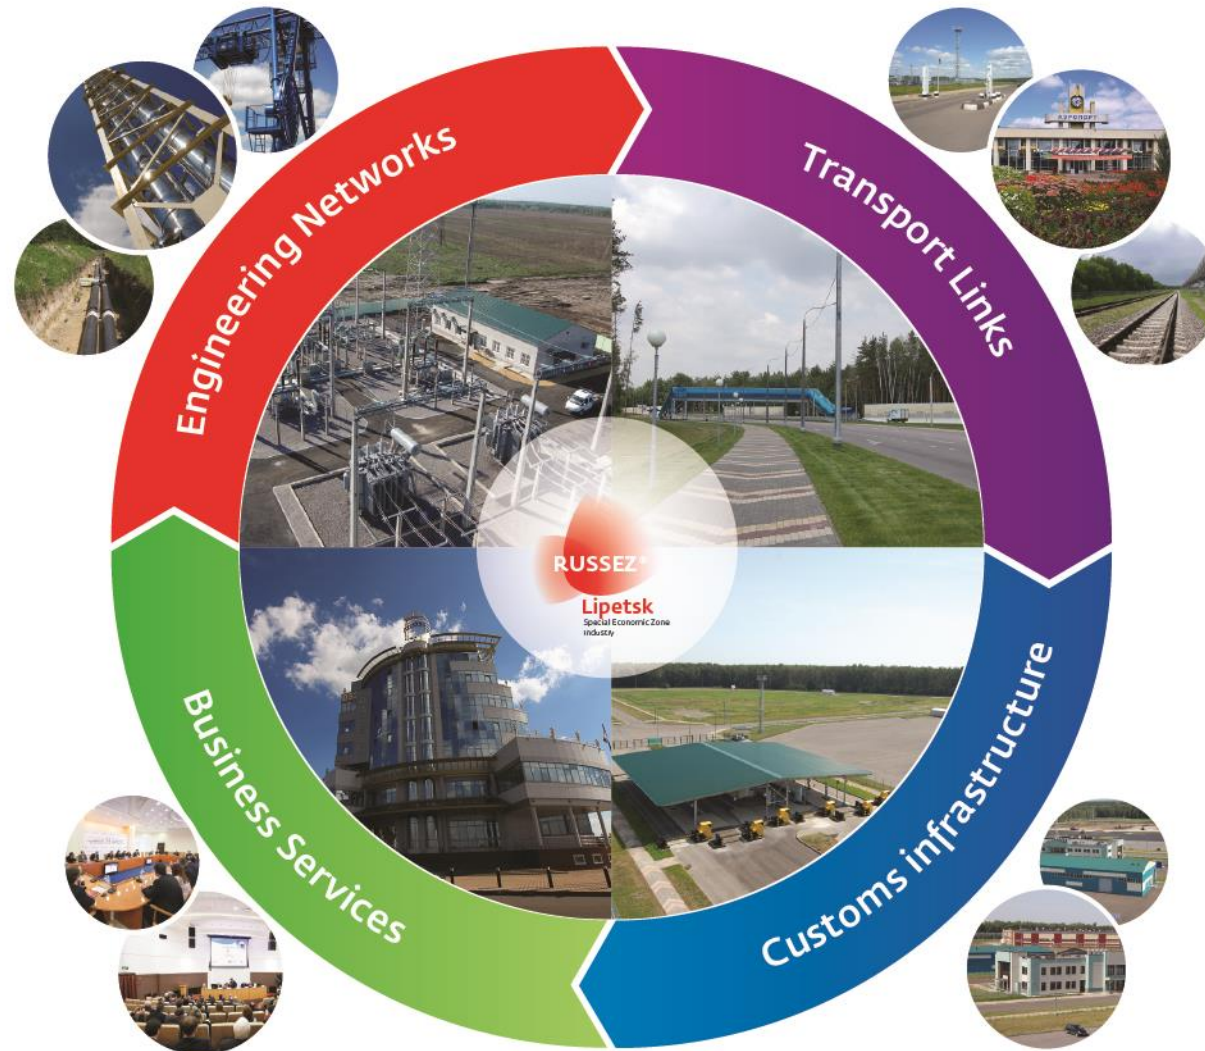 Engineering Networks
Transport Links
АЭРОПОРТ
RUSSEZ®
Lipetsk
Special Economic Zone
Industry
Business Services
Customs infrastructure